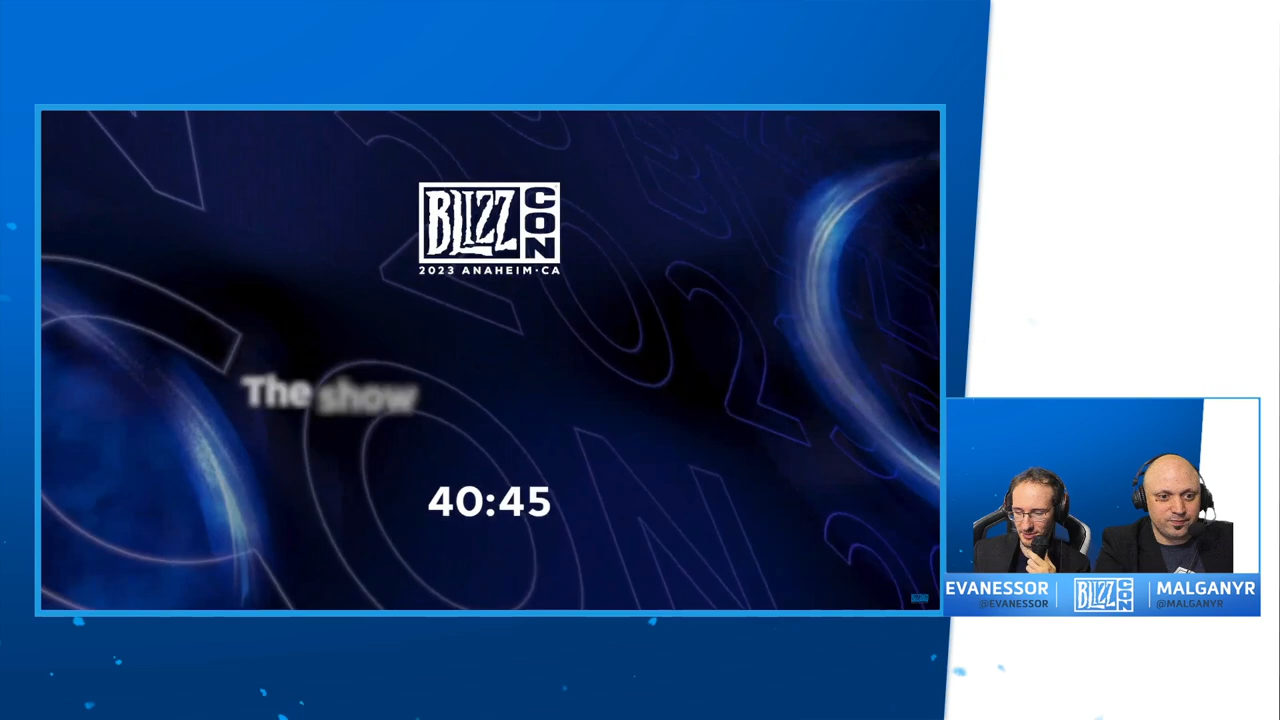 BLIZZ CON
2023 ANAHEIM·CA
The show
40:45
EVANESSOR
@EVANESSOR
BLIZZ CON
MALGANYR
@MALGANYR